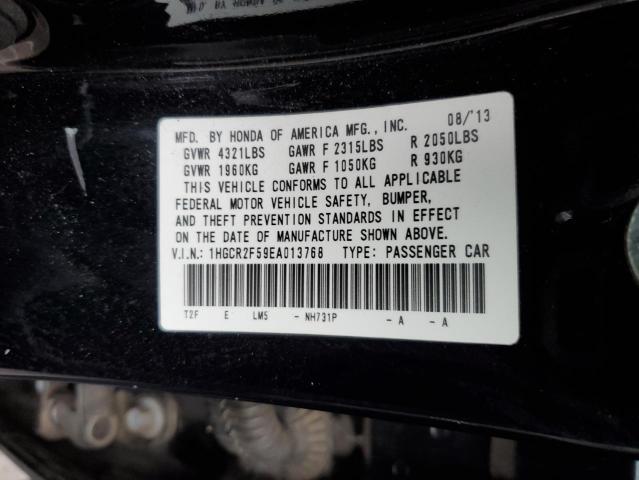 MFD. BY HONDA OF AMERICA MFG., INC. 08/'13
GVWR 4321LBS GAWR F 2315LBS R 2050LBS
GVWR 1960KG GAWR F 1050KG R 930KG
THIS VEHICLE CONFORMS TO ALL APPLICABLE
FEDERAL MOTOR VEHICLE SAFETY, BUMPER,
AND THEFT PREVENTION STANDARDS IN EFFECT
ON THE DATE OF MANUFACTURE SHOWN ABOVE.
V.I.N.: 1HGCR2F59EA013768 TYPE: PASSENGER CAR
T2F E LM5 - NH731P - A - A